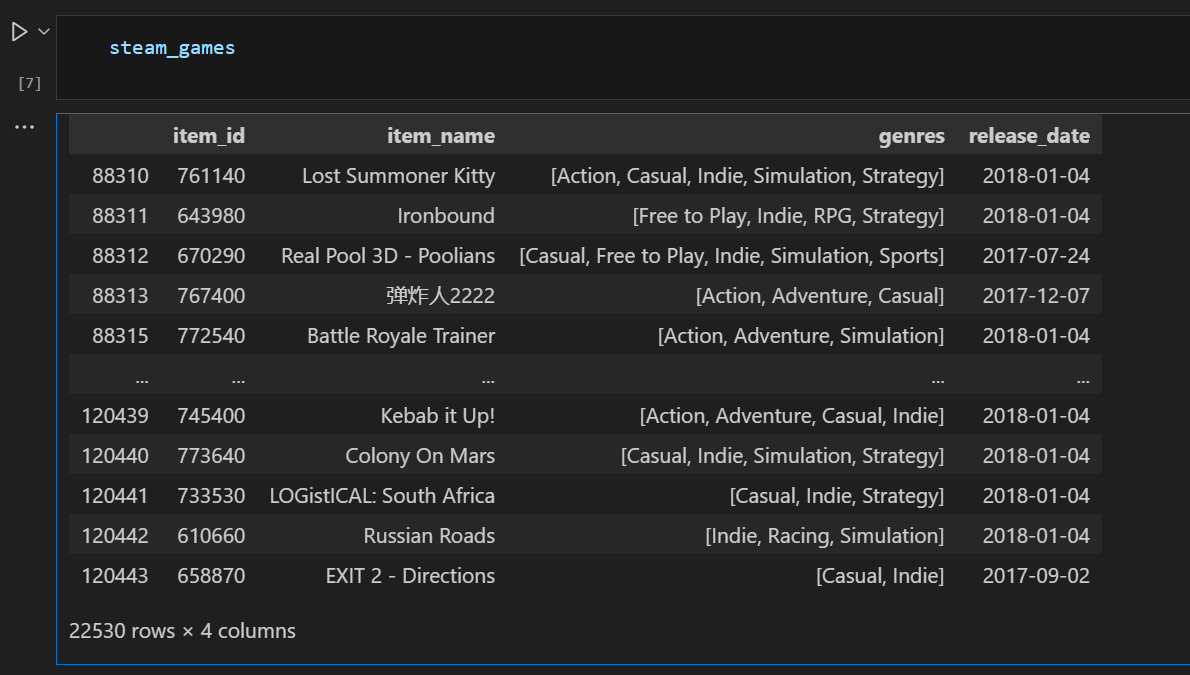 steam_games
[7]
...
item_id item_name genres release_date
88310 761140 Lost Summoner Kitty [Action, Casual, Indie, Simulation, Strategy] 2018-01-04
88311 643980 Ironbound [Free to Play, Indie, RPG, Strategy] 2018-01-04
88312 670290 Real Pool 3D - Poolians [Casual, Free to Play, Indie, Simulation, Sports] 2017-07-24
88313 767400 弹炸人2222 [Action, Adventure, Casual] 2017-12-07
88315 772540 Battle Royale Trainer [Action, Adventure, Simulation] 2018-01-04
... ... ... ... ...
120439 745400 Kebab it Up! [Action, Adventure, Casual, Indie] 2018-01-04
120440 773640 Colony On Mars [Casual, Indie, Simulation, Strategy] 2018-01-04
120441 733530 LOGistICAL: South Africa [Casual, Indie, Strategy] 2018-01-04
120442 610660 Russian Roads [Indie, Racing, Simulation] 2018-01-04
120443 658870 EXIT 2 - Directions [Casual, Indie] 2017-09-02
22530 rows × 4 columns